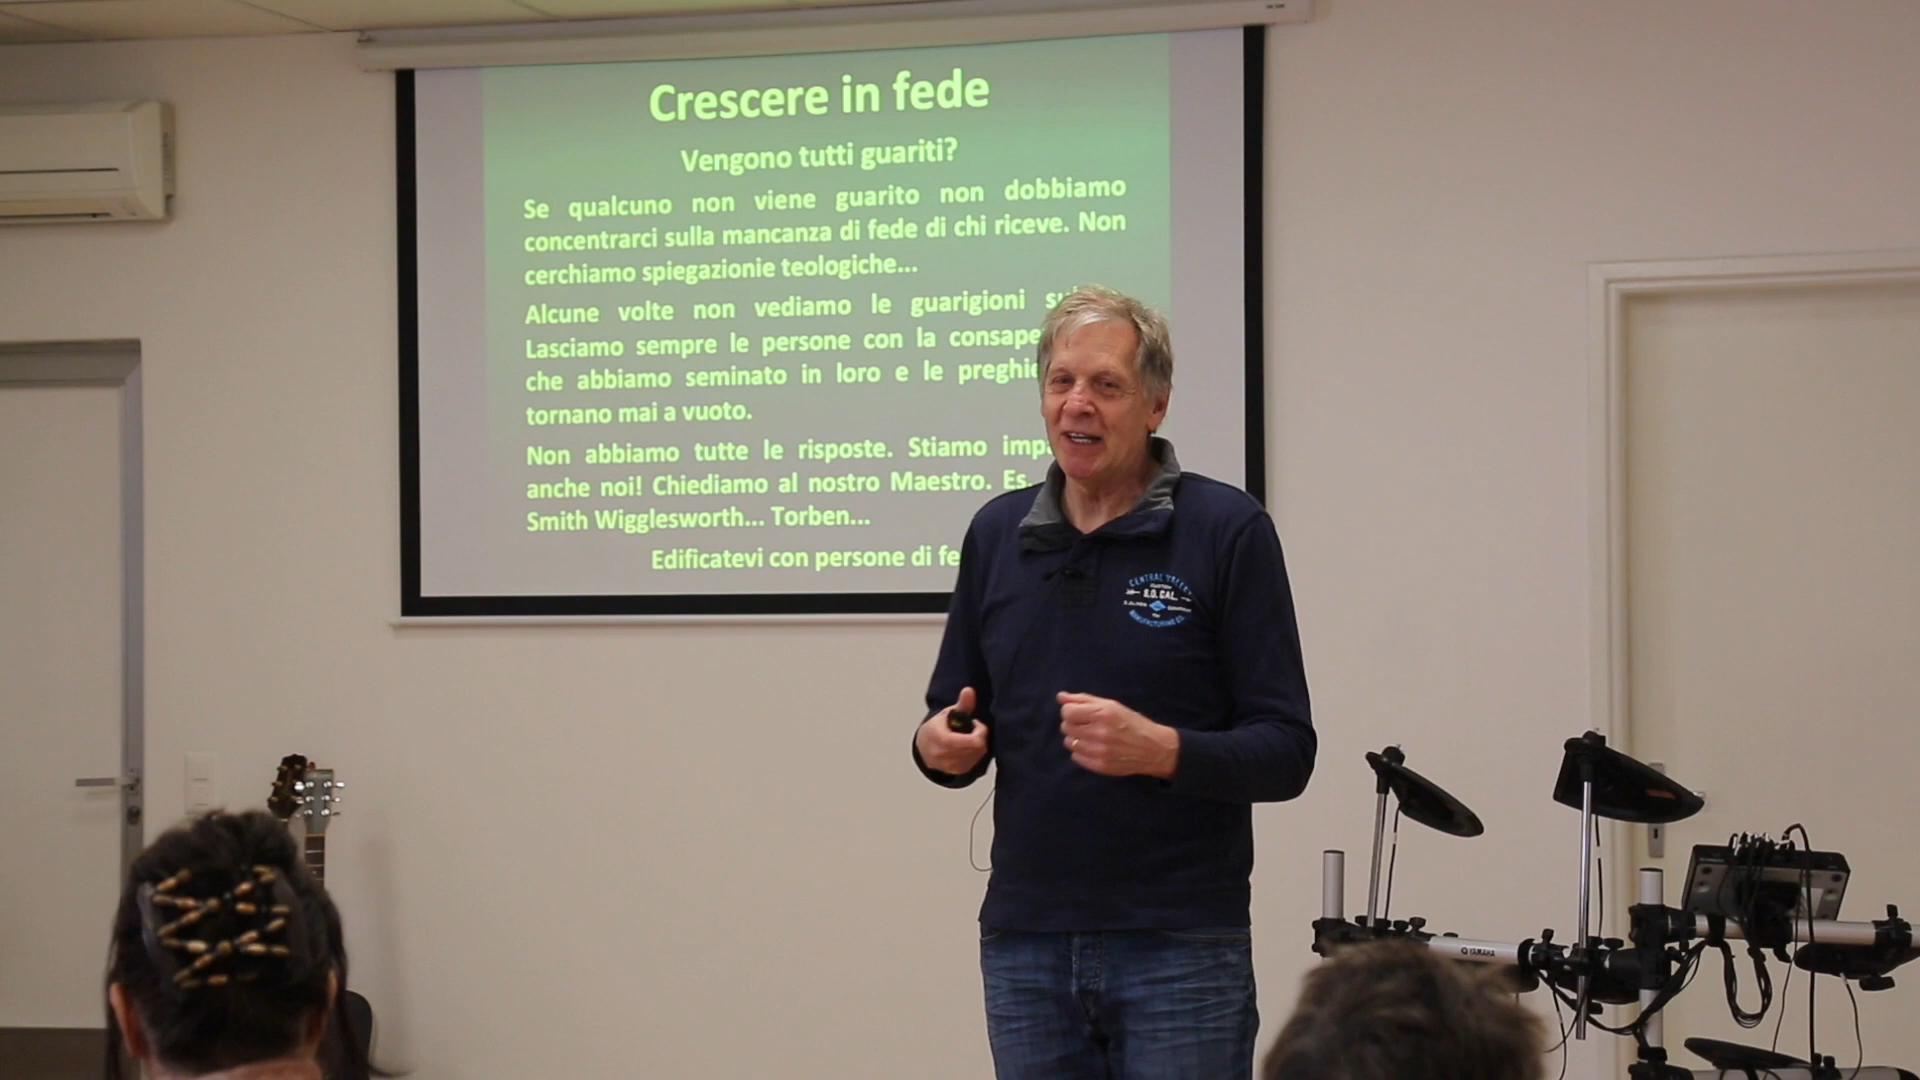 Crescere in fede
Vengono tutti guariti?
Se qualcuno non viene guarito non dobbiamo
concentrarci sulla mancanza di fede di chi riceve. Non
cerchiamo spiegazionie teologiche...
Alcune volte non vediamo le guarigioni
Lasciamo sempre le persone con la
che abbiamo seminato in loro e le
tornano mai a vuoto.
Non abbiamo tutte le risposte. Stiamo
anche noi! Chiediamo al nostro Maestro. Es.
Smith Wigglesworth... Torben...
Edificatevi con persone di
CENTRAL VALLEY
CUSTOM
S.O. CAL.
MANUFACTURING CO.
YAMAHA